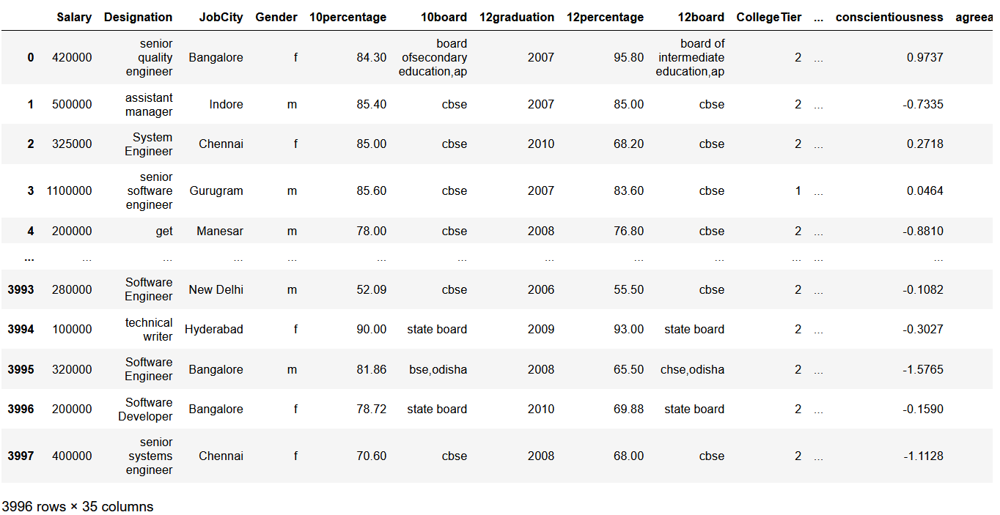 Salary Designation JobCity Gender 10percentage 10board 12graduation 12percentage 12board CollegeTier ... conscientiousness agreea
0 420000 senior quality engineer Bangalore f 84.30 board ofsecondary education,ap 2007 95.80 board of intermediate education,ap 2 ... 0.9737
1 500000 assistant manager Indore m 85.40 cbse 2007 85.00 cbse 2 ... -0.7335
2 325000 System Engineer Chennai f 85.00 cbse 2010 68.20 cbse 2 ... 0.2718
3 1100000 senior software engineer Gurugram m 85.60 cbse 2007 83.60 cbse 1 ... 0.0464
4 200000 get Manesar m 78.00 cbse 2008 76.80 cbse 2 ... -0.8810
... ... ... ... ... ... ... ... ... ... ... ... ...
3993 280000 Software Engineer New Delhi m 52.09 cbse 2006 55.50 cbse 2 ... -0.1082
3994 100000 technical writer Hyderabad f 90.00 state board 2009 93.00 state board 2 ... -0.3027
3995 320000 Software Engineer Bangalore m 81.86 bse,odisha 2008 65.50 chse,odisha 2 ... -1.5765
3996 200000 Software Developer Bangalore f 78.72 state board 2010 69.88 state board 2 ... -0.1590
3997 400000 senior systems engineer Chennai f 70.60 cbse 2008 68.00 cbse 2 ... -1.1128
3996 rows × 35 columns